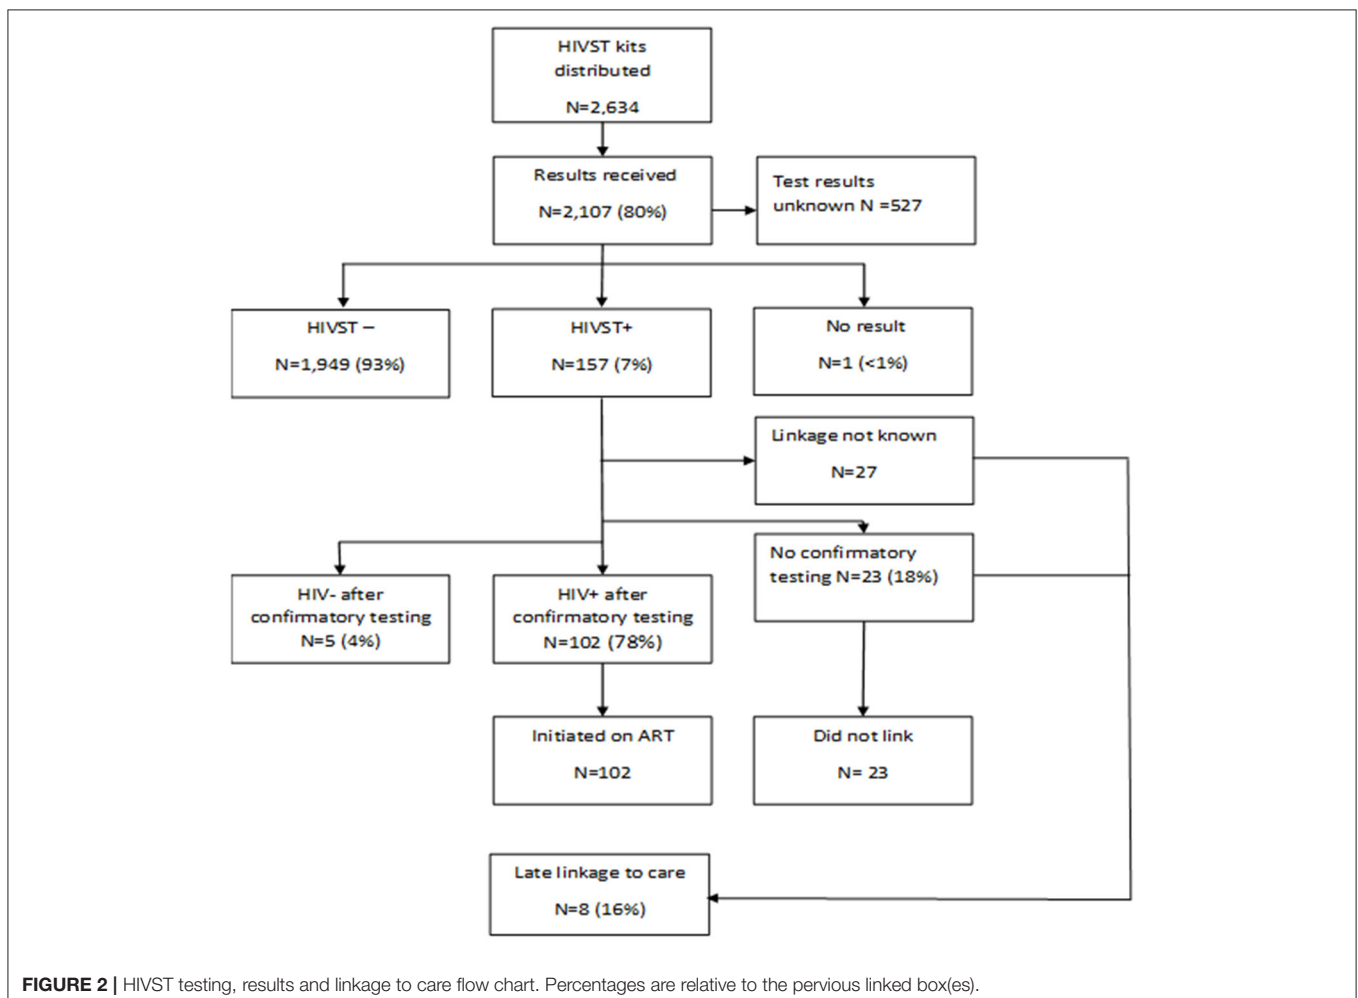 HIVST kits
distributed
N=2,634
Results received
N=2,107 (80%)
Test results
unknown N =527
HIVST –
N=1,949 (93%)
HIVST+
N=157 (7%)
No result
N=1 (<1%)
Linkage not known
N=27
No confirmatory
testing N=23 (18%)
HIV- after
confirmatory testing
N=5 (4%)
HIV+ after
confirmatory testing
N=102 (78%)
Initiated on ART
N=102
Did not link
N= 23
Late linkage to care
N=8 (16%)
FIGURE 2 | HIVST testing, results and linkage to care flow chart. Percentages are relative to the pervious linked box(es).